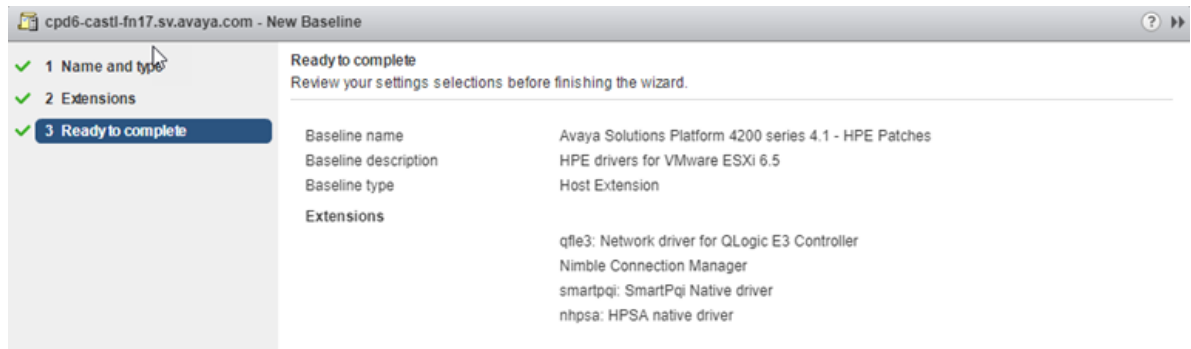 cpd6-castl-fn17.sv.avaya.com - New Baseline
1 Name and type
2 Extensions
3 Ready to complete
Ready to complete
Review your settings selections before finishing the wizard.
Baseline name Avaya Solutions Platform 4200 series 4.1 - HPE Patches
Baseline description HPE drivers for VMware ESXi 6.5
Baseline type Host Extension
Extensions
qfle3: Network driver for QLogic E3 Controller
Nimble Connection Manager
smartpqi: SmartPqi Native driver
nhpsa: HPSA native driver